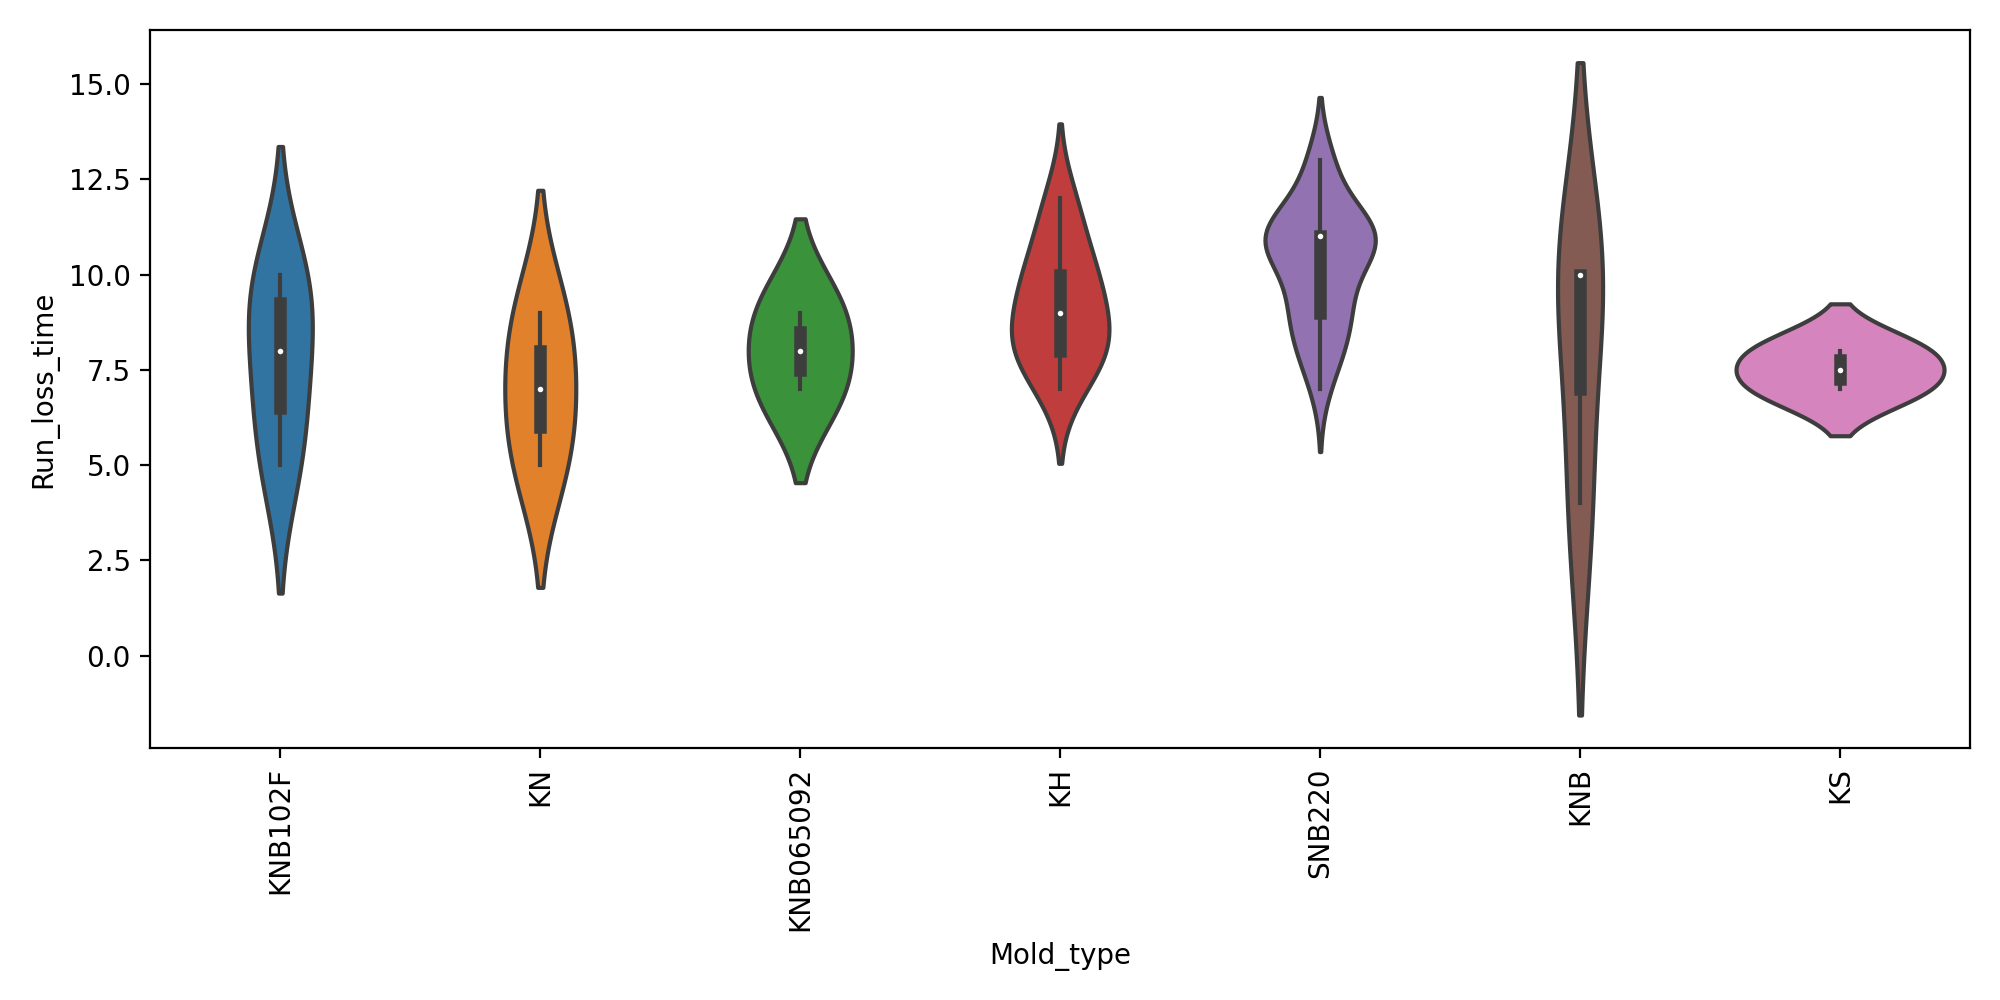 15.0
12.5
10.0
7.5
5.0
2.5
0.0
Run_loss_time
KNB102F
KN
KNB065092
KH
SNB220
KNB
KS
Mold_type